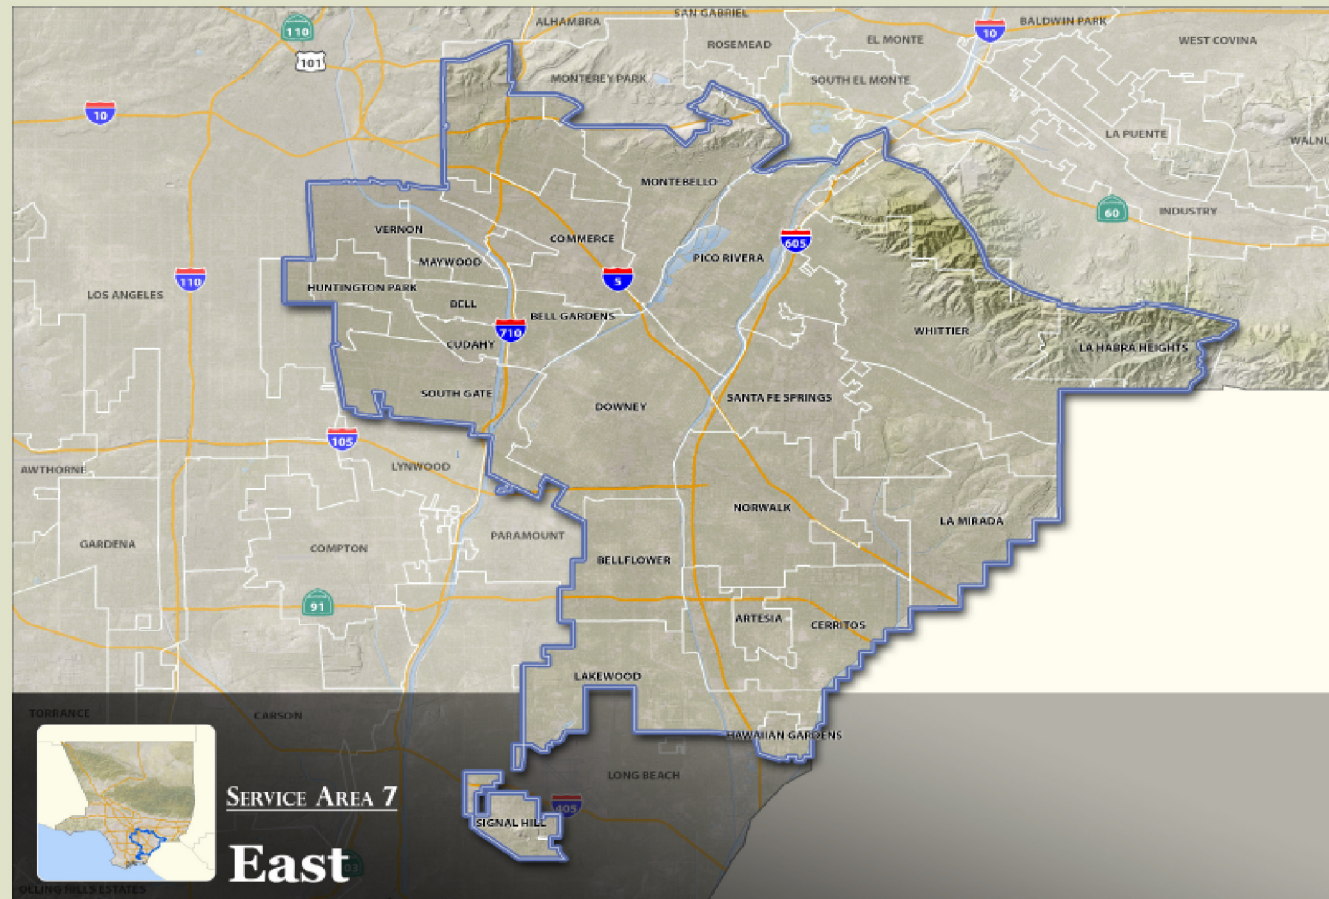 SAN GABRIEL
ALHAMBRA
BALDWIN PARK
110
10
ROSEMEAD
EL MONTE
WEST COVINA
101
MONTEREY PARK
SOUTH EL MONTE
10
LA PUENTE
WALNU
MONTEBELLO
60
INDUSTRY
VERNON
COMMERCE
605
PICO RIVERA
MAYWOOD
110
5
HUNTINGTON PARK
LOS ANGELES
BELL
BELL GARDENS
710
WHITTIER
CUDAHY
LA HABRA HEIGHTS
SOUTH GATE
SANTA FE SPRINGS
DOWNEY
105
LYNWOOD
AWTHORNE
NORWALK
LA MIRADA
PARAMOUNT
GARDENA
COMPTON
BELLFLOWER
91
ARTESIA
CERRITOS
LAKEWOOD
TORRANCE
CARSON
HAWAIIAN GARDENS
LONG BEACH
SERVICE AREA 7
405
SIGNAL HILL
East
OLLING HILLS ESTATES